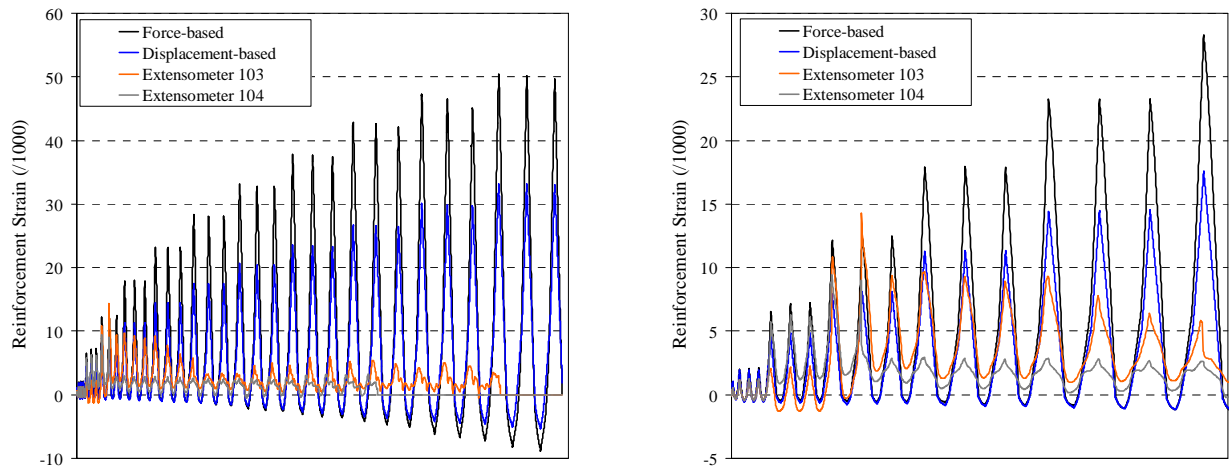 60
50
40
30
20
10
0
-10
Reinforcement Strain (/1000)
Force-based
Displacement-based
Extensometer 103
Extensometer 104
30
25
20
15
10
5
0
-5
Reinforcement Strain (/1000)
Force-based
Displacement-based
Extensometer 103
Extensometer 104